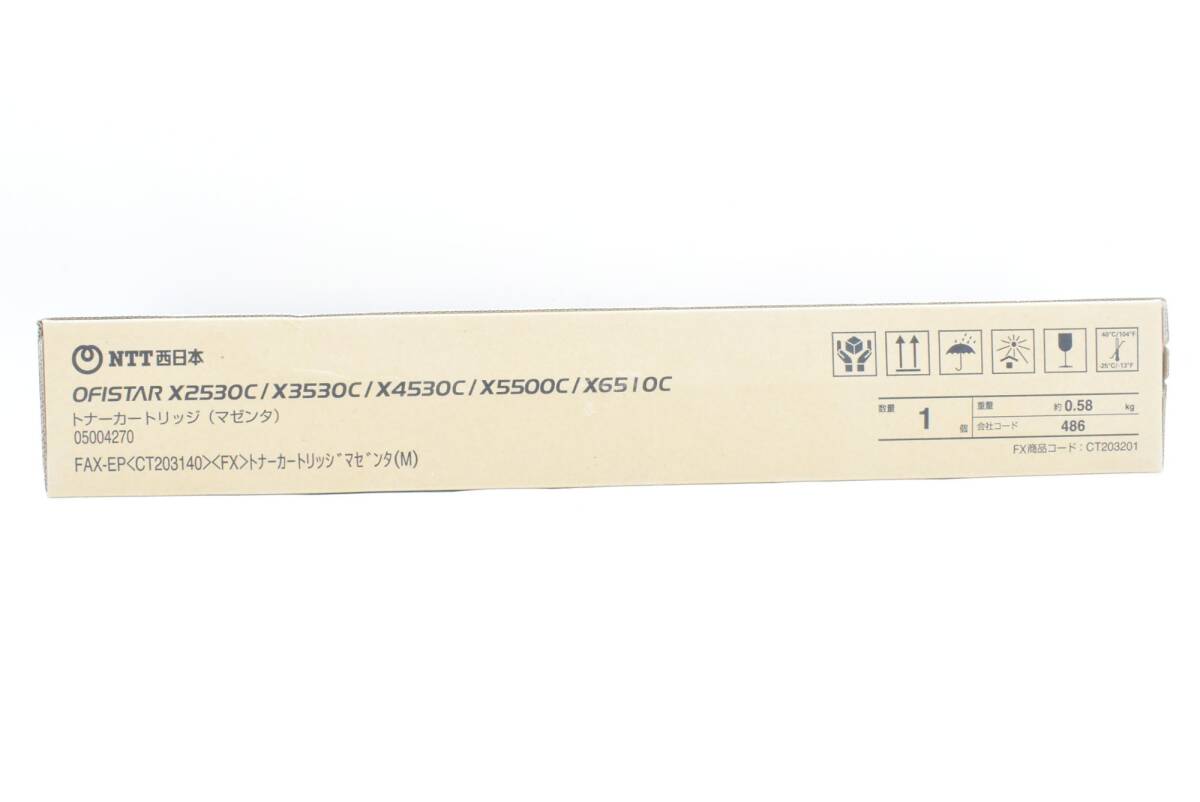 NTT西日本
OFISTAR X2530C/X3530C/X4530C/X5500C/X6510C
トナーカートリッジ（マゼンタ）
05004270
FAX-EP<CT203140><FX>トナーカートリッジマゼンタ(M)
40℃/104°F
-25℃/-13°F
数量 1 個
重量 約0.58 kg
会社コード 486
FX商品コード：CT203201